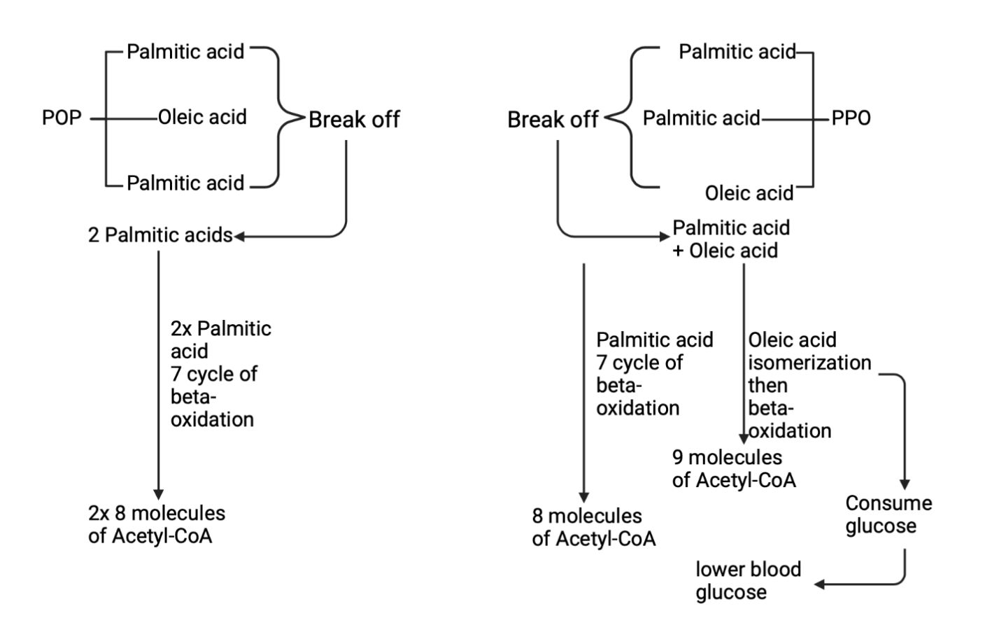 Palmitic acid
POP
Oleic acid
Break off
Palmitic acid
2 Palmitic acids
2x Palmitic
acid
7 cycle of
beta-
oxidation
2x 8 molecules
of Acetyl-CoA
Palmitic acid
Break off
Palmitic acid
PPO
Oleic acid
Palmitic acid
+ Oleic acid
Palmitic acid
7 cycle of
beta-
oxidation
8 molecules
of Acetyl-CoA
Oleic acid
isomerization
then
beta-
oxidation
9 molecules
of Acetyl-CoA
Consume
glucose
lower blood
glucose